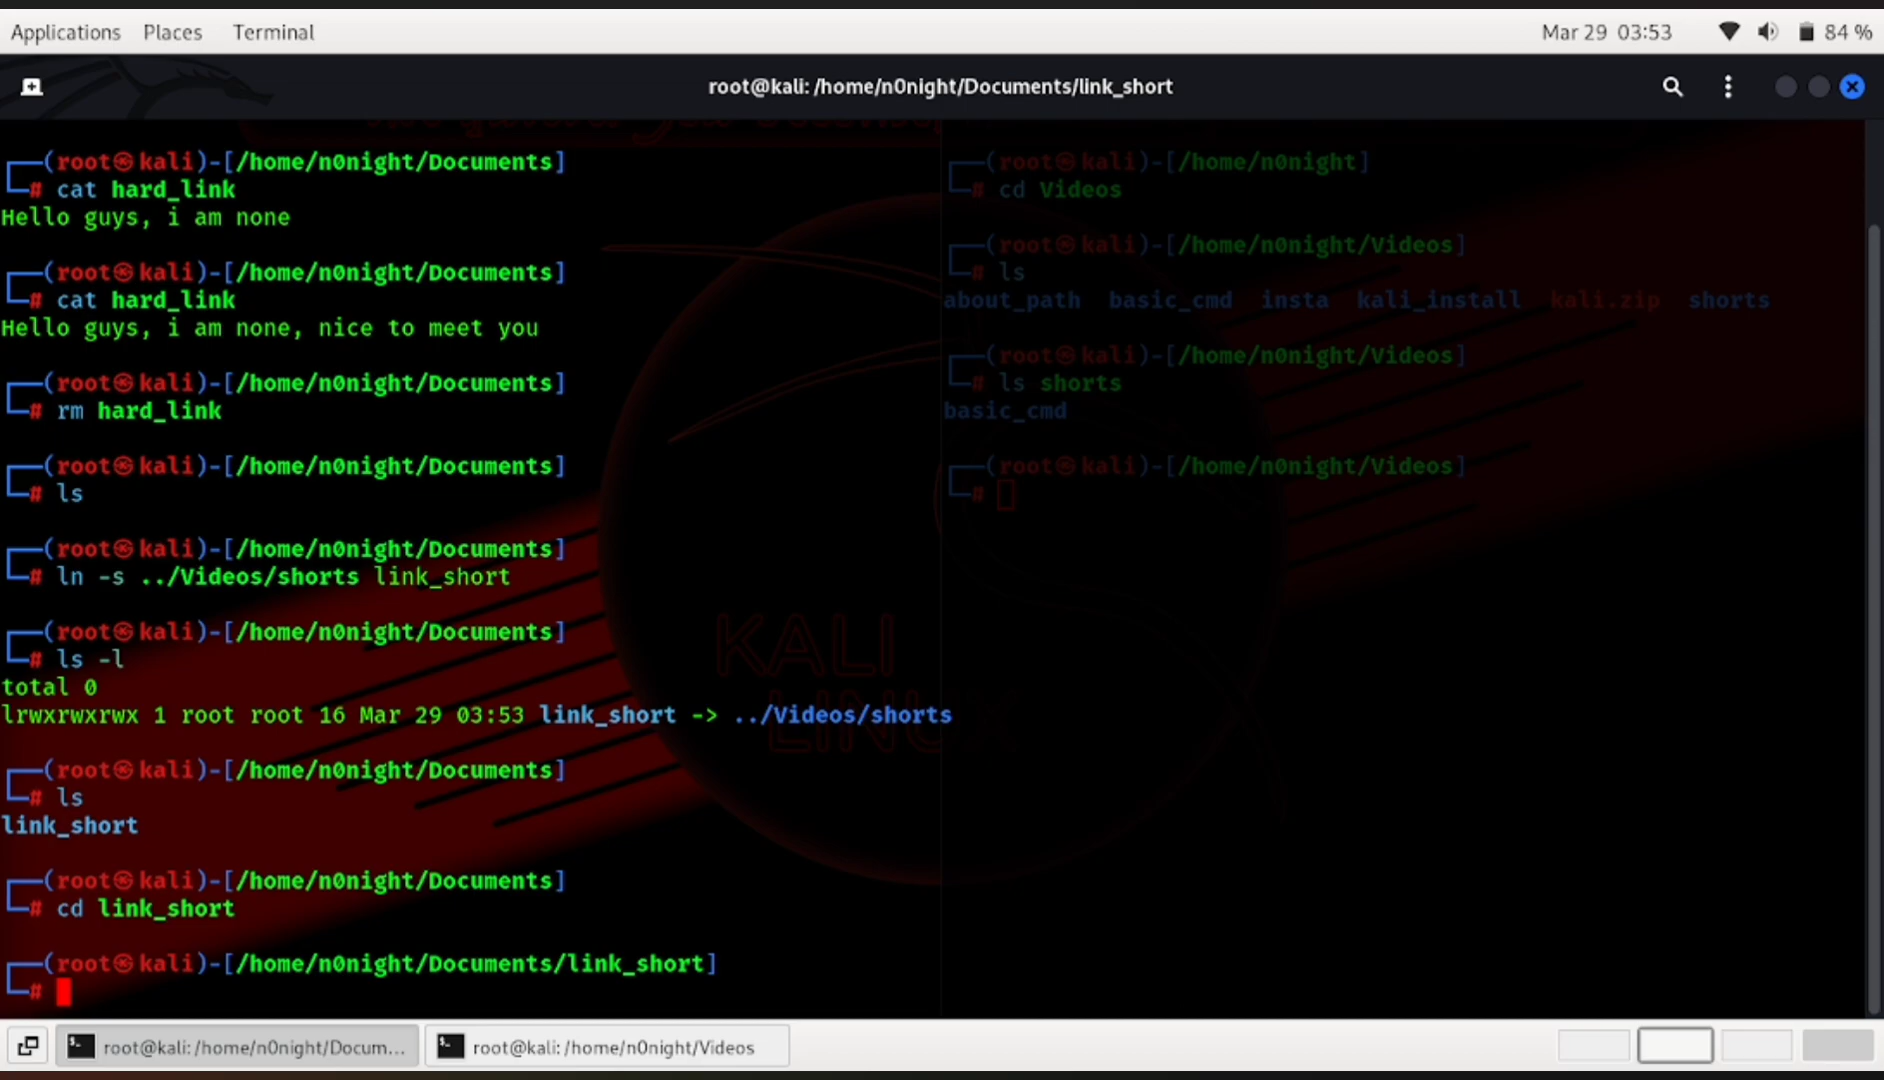 Applications Places Terminal
Mar 29 03:53
84 %
root@kali: /home/n0night/Documents/link_short
(root㉿kali)-[/home/n0night/Documents]
# cat hard_link
Hello guys, i am none
(root㉿kali)-[/home/n0night/Documents]
# cat hard_link
Hello guys, i am none, nice to meet you
(root㉿kali)-[/home/n0night/Documents]
# rm hard_link
(root㉿kali)-[/home/n0night/Documents]
# ls
(root㉿kali)-[/home/n0night/Documents]
# ln -s ../Videos/shorts link_short
(root㉿kali)-[/home/n0night/Documents]
# ls -l
total 0
lrwxrwxrwx 1 root root 16 Mar 29 03:53 link_short -> ../Videos/shorts
(root㉿kali)-[/home/n0night/Documents]
# ls
link_short
(root㉿kali)-[/home/n0night/Documents]
# cd link_short
(root㉿kali)-[/home/n0night/Documents/link_short]
#
(root㉿kali)-[/home/n0night]
# cd Videos
(root㉿kali)-[/home/n0night/Videos]
# ls
about_path basic_cmd insta kali_install kali.zip shorts
(root㉿kali)-[/home/n0night/Videos]
# ls shorts
basic_cmd
(root㉿kali)-[/home/n0night/Videos]
#
KALI
LINUX
root@kali: /home/n0night/Docum...
root@kali: /home/n0night/Videos